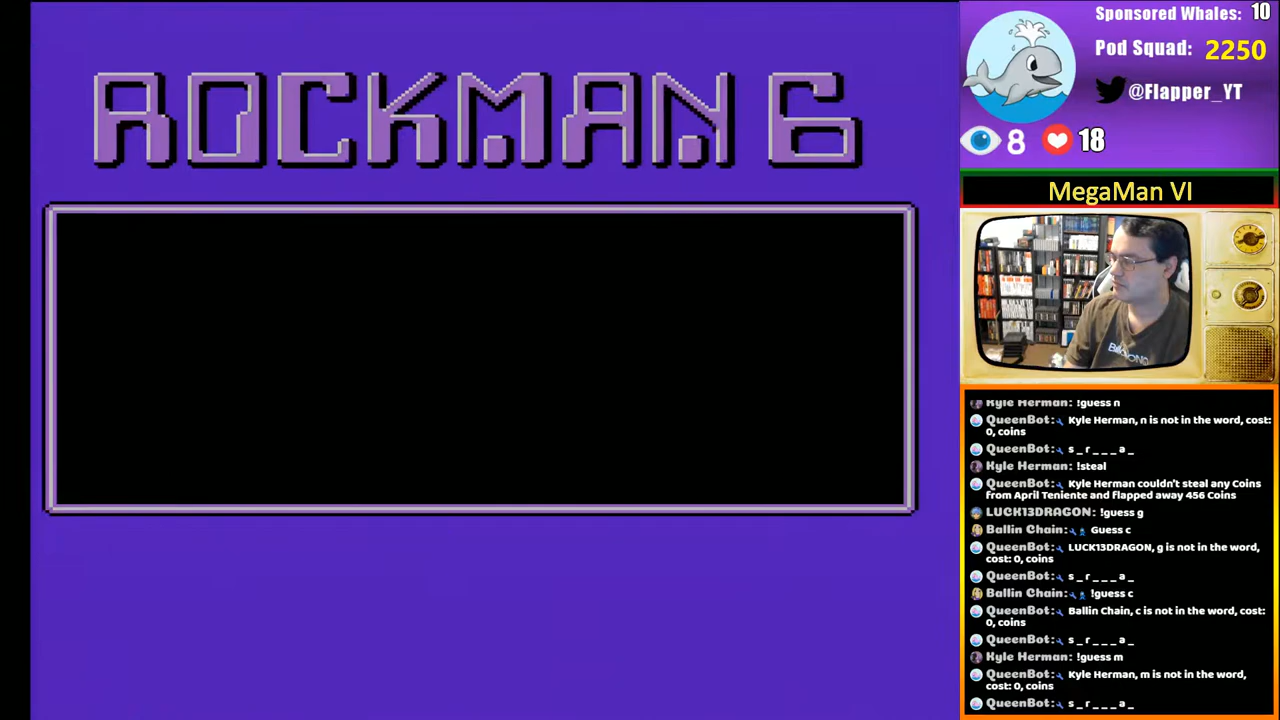 ROCKMAN 6
Sponsored Whales: 10
Pod Squad: 2250
@Flapper_YT
8 18
MegaMan VI
Kyle Herman: !guess n
QueenBot: Kyle Herman, n is not in the word, cost:
0, coins
QueenBot: s _ r _ _ _ a _
Kyle Herman: !steal
QueenBot: Kyle Herman couldn't steal any Coins
from April Teniente and flapped away 456 Coins
LUCK13DRAGON: !guess g
Ballin Chain: Guess c
QueenBot: LUCK13DRAGON, g is not in the word,
cost: 0, coins
QueenBot: s _ r _ _ _ a _
Ballin Chain: !guess c
QueenBot: Ballin Chain, c is not in the word, cost:
0, coins
QueenBot: s _ r _ _ _ a _
Kyle Herman: !guess m
QueenBot: Kyle Herman, m is not in the word,
cost: 0, coins
QueenBot: s _ r _ _ _ a _